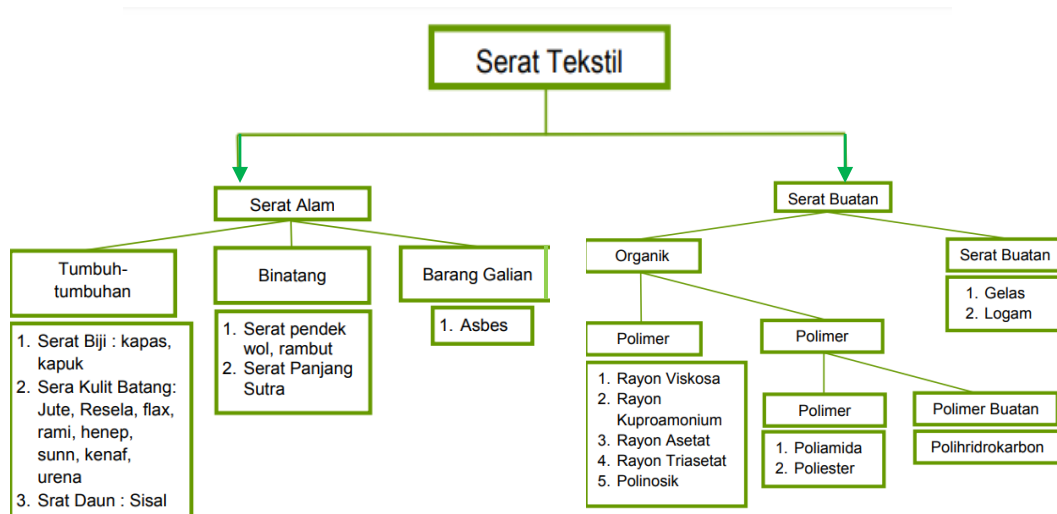 Serat Tekstil
Serat Alam
Serat Buatan
Tumbuh-
tumbuhan
Binatang
Barang Galian
Organik
Serat Buatan
1. Serat Biji : kapas,
kapuk
2. Sera Kulit Batang:
Jute, Resela, flax,
rami, henep,
sunn, kenaf,
urena
3. Srat Daun : Sisal
1. Serat pendek
wol, rambut
2. Serat Panjang
Sutra
1. Asbes
1. Gelas
2. Logam
Polimer
Polimer
1. Rayon Viskosa
2. Rayon
Kuproamonium
3. Rayon Asetat
4. Rayon Triasetat
5. Polinosik
Polimer
Polimer Buatan
1. Poliamida
2. Poliester
Polihridrokarbon